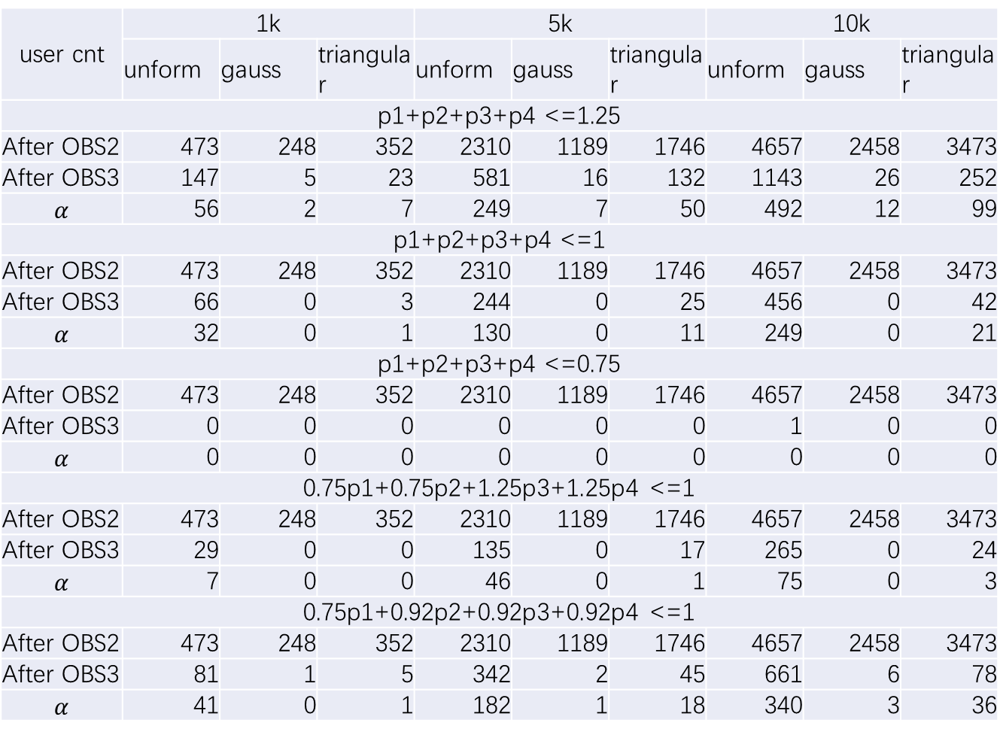 user cnt 1k 5k 10k
unform gauss triangula
r unform gauss triangula
r unform gauss triangula
r
p1+p2+p3+p4 <=1.25
After OBS2 473 248 352 2310 1189 1746 4657 2458 3473
After OBS3 147 5 23 581 16 132 1143 26 252
α 56 2 7 249 7 50 492 12 99
p1+p2+p3+p4 <=1
After OBS2 473 248 352 2310 1189 1746 4657 2458 3473
After OBS3 66 0 3 244 0 25 456 0 42
α 32 0 1 130 0 11 249 0 21
p1+p2+p3+p4 <=0.75
After OBS2 473 248 352 2310 1189 1746 4657 2458 3473
After OBS3 0 0 0 0 0 0 1 0 0
α 0 0 0 0 0 0 0 0 0
0.75p1+0.75p2+1.25p3+1.25p4 <=1
After OBS2 473 248 352 2310 1189 1746 4657 2458 3473
After OBS3 29 0 0 135 0 17 265 0 24
α 7 0 0 46 0 1 75 0 3
0.75p1+0.92p2+0.92p3+0.92p4 <=1
After OBS2 473 248 352 2310 1189 1746 4657 2458 3473
After OBS3 81 1 5 342 2 45 661 6 78
α 41 0 1 182 1 18 340 3 36